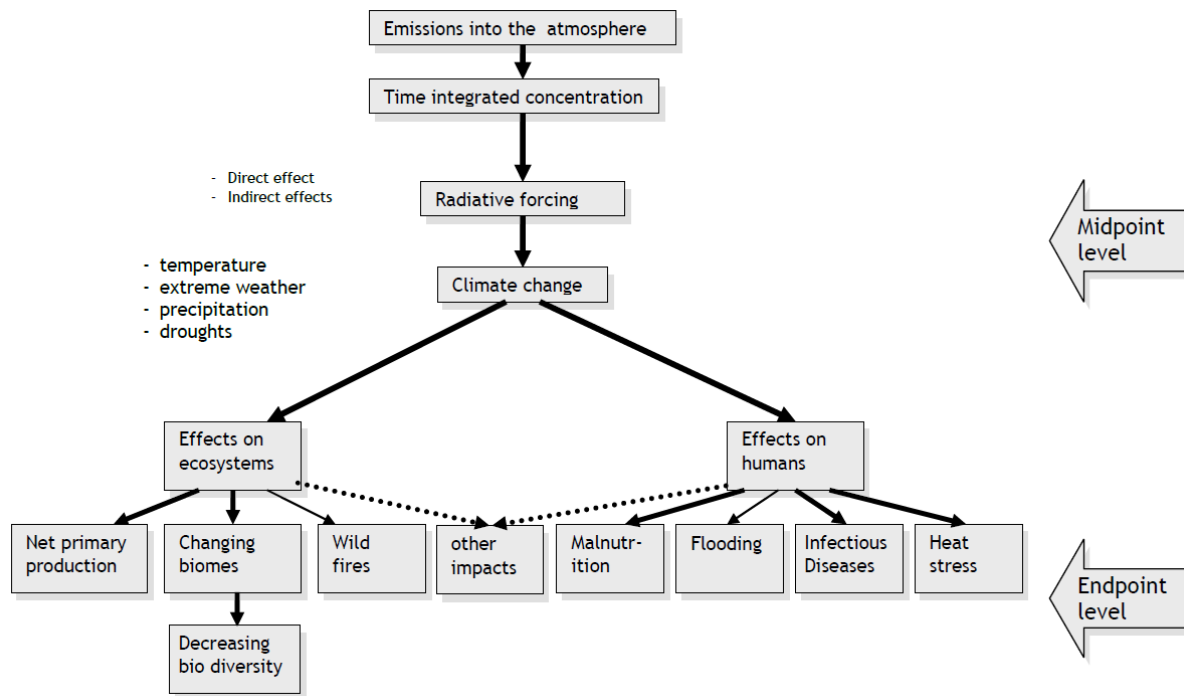 Emissions into the atmosphere
Time integrated concentration
- Direct effect
- Indirect effects
Radiative forcing
Midpoint
level
- temperature
- extreme weather
- precipitation
- droughts
Climate change
Effects on
ecosystems
Effects on
humans
Net primary
production
Changing
biomes
Wild
fires
other
impacts
Malnutr-
ition
Flooding
Infectious
Diseases
Heat
stress
Endpoint
level
Decreasing
bio diversity